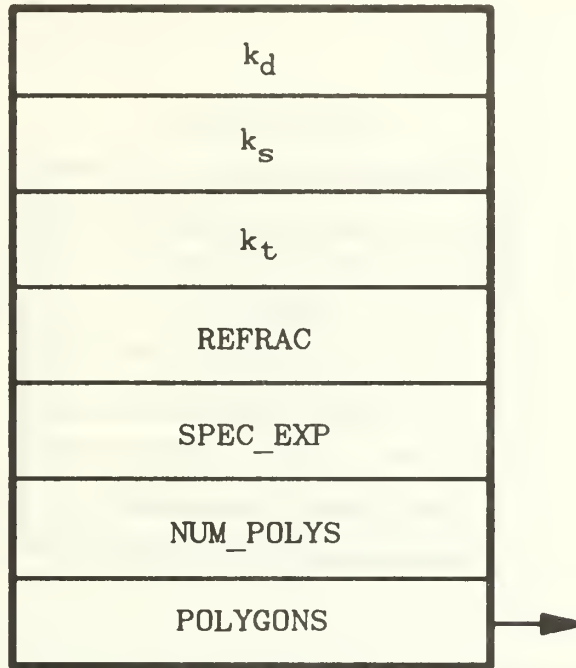 k_d
k_s
k_t
REFRAC
SPEC_EXP
NUM_POLYS
POLYGONS